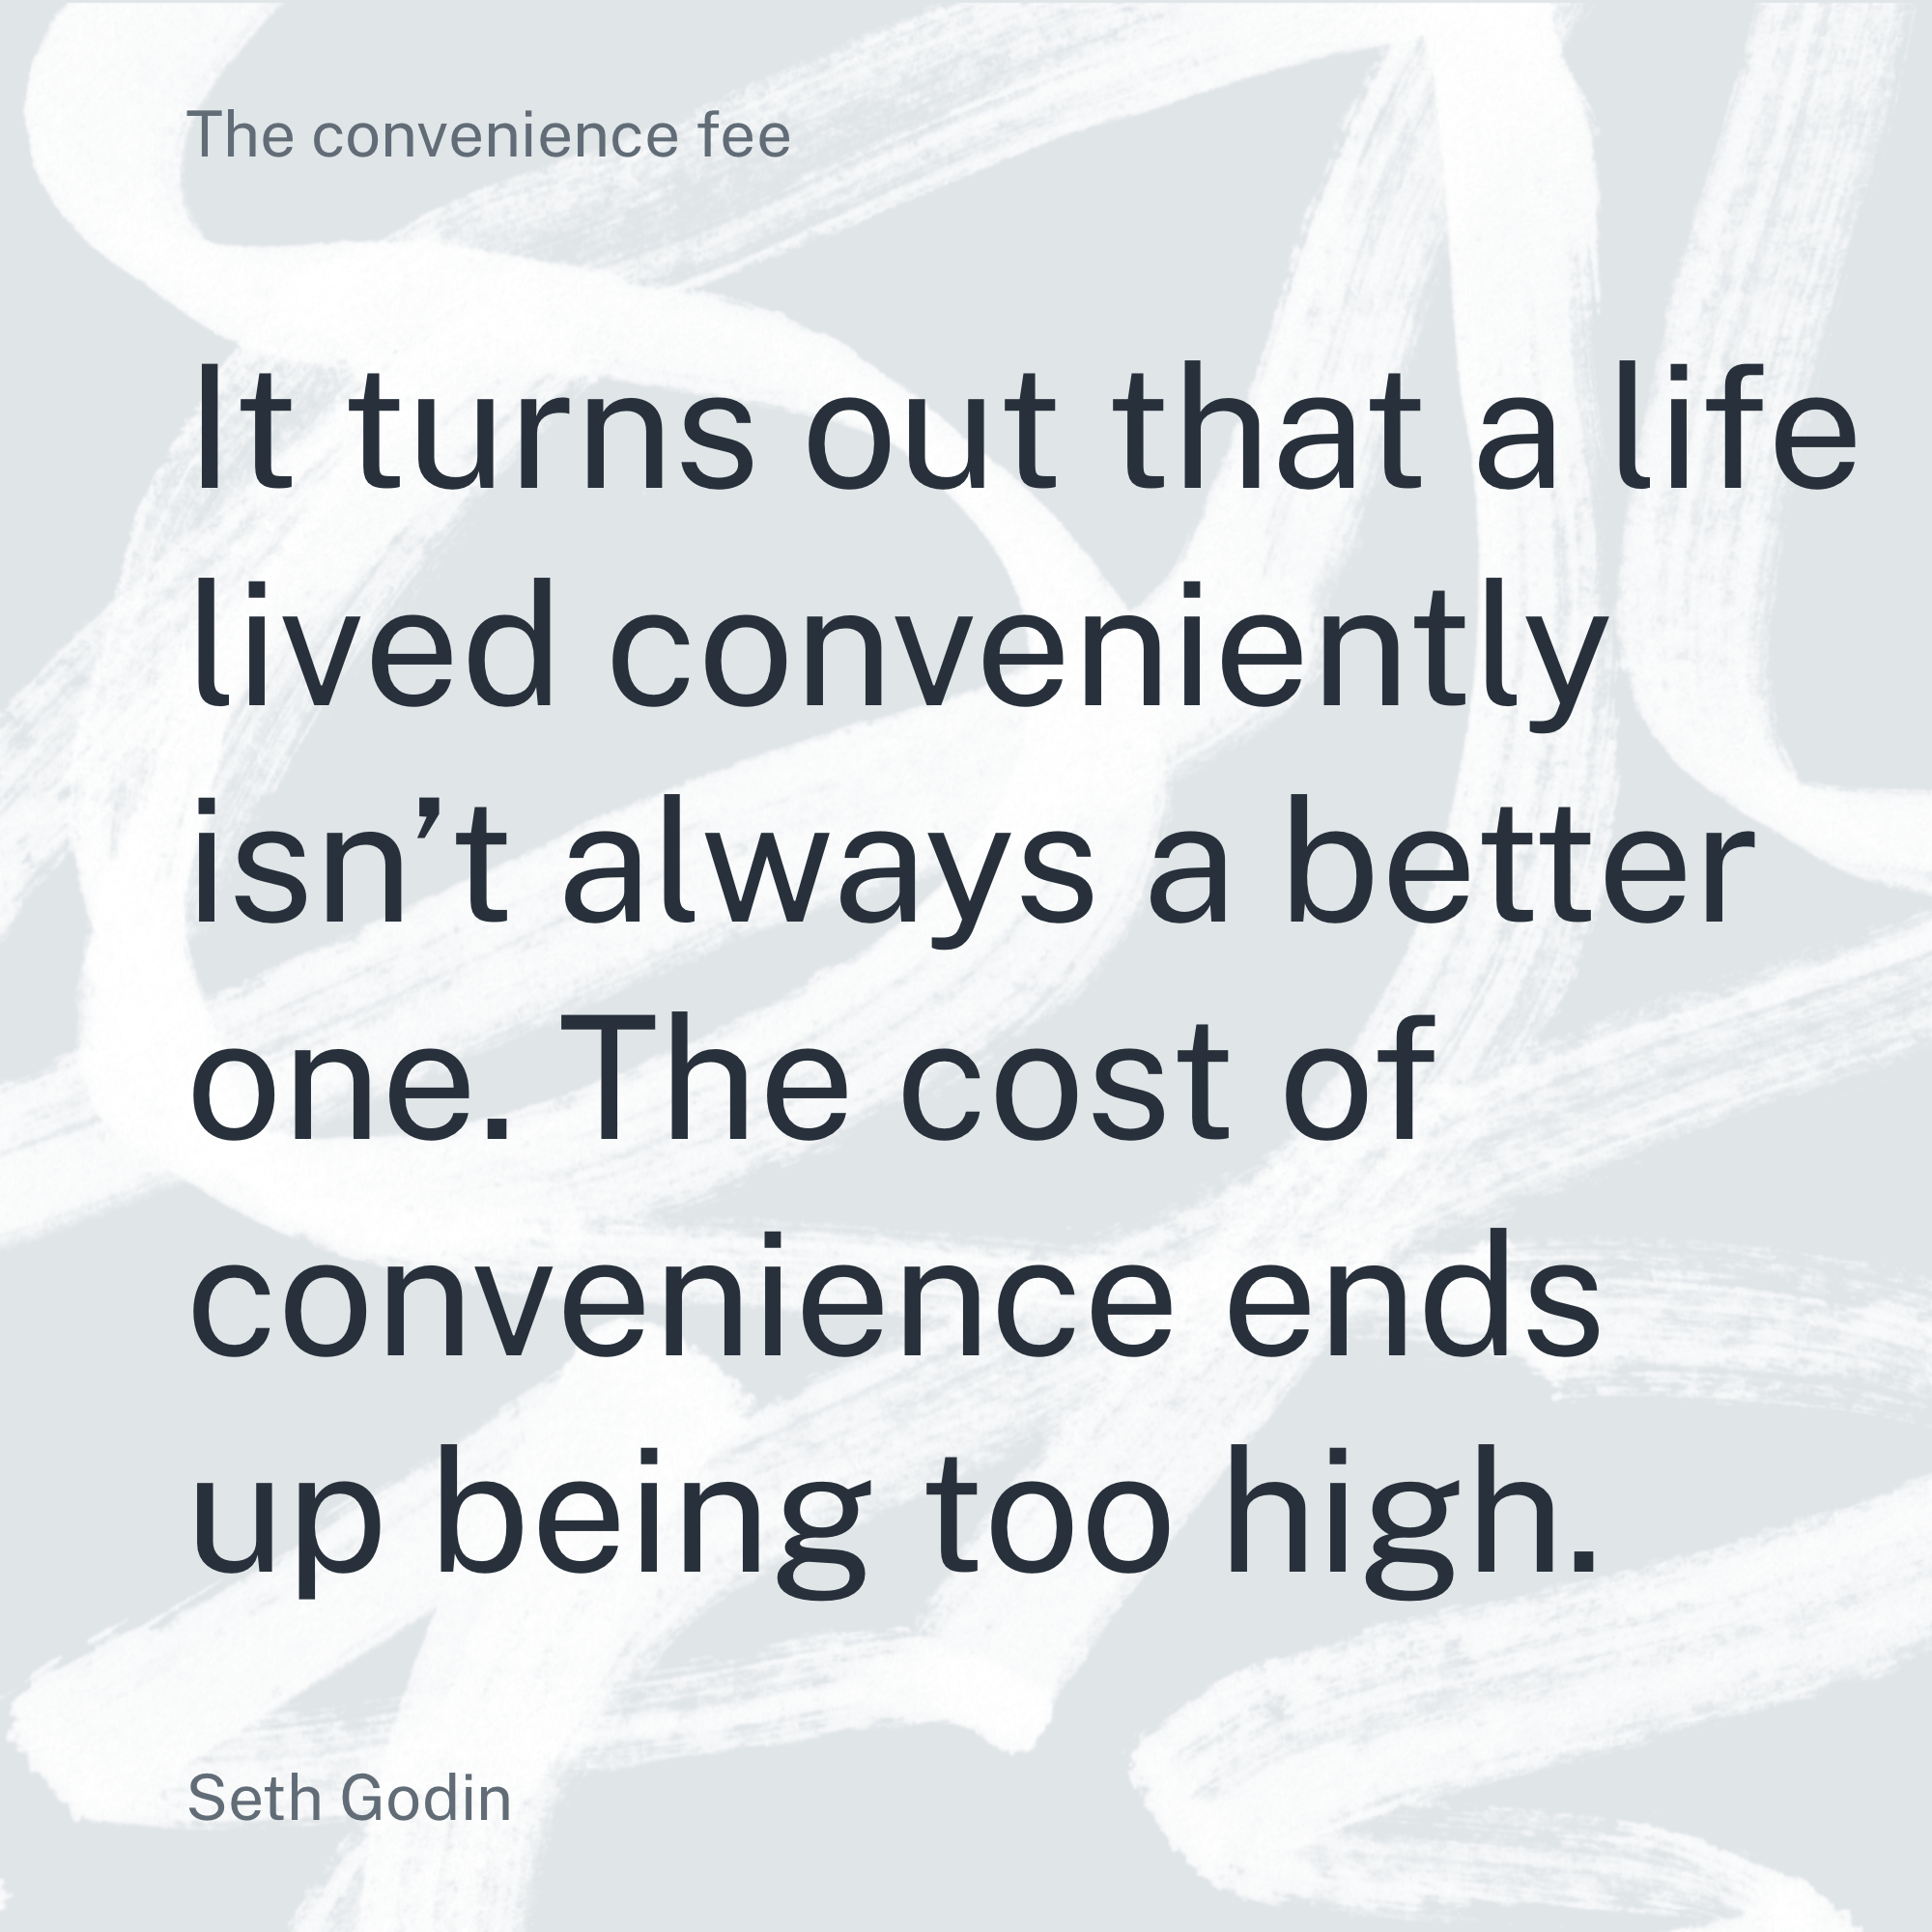 The convenience fee
It turns out that a life
lived conveniently
isn’t always a better
one. The cost of
convenience ends
up being too high.
Seth Godin